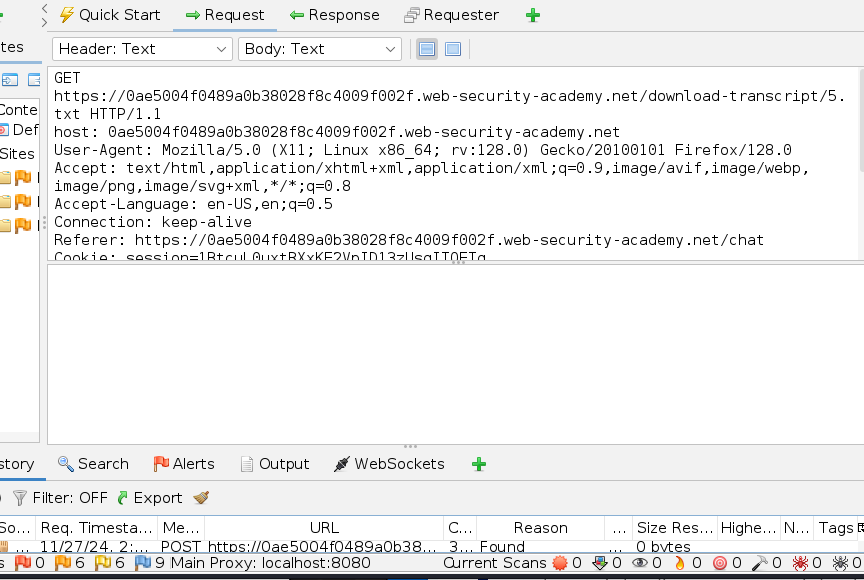 Quick Start
Request
Response
Requester
tes
Header: Text
Body: Text
GET
https://0ae5004f0489a0b38028f8c4009f002f.web-security-academy.net/download-transcript/5.
txt HTTP/1.1
host: 0ae5004f0489a0b38028f8c4009f002f.web-security-academy.net
User-Agent: Mozilla/5.0 (X11; Linux x86_64; rv:128.0) Gecko/20100101 Firefox/128.0
Accept: text/html,application/xhtml+xml,application/xml;q=0.9,image/avif,image/webp,
image/png,image/svg+xml,*/*;q=0.8
Accept-Language: en-US,en;q=0.5
Connection: keep-alive
Referer: https://0ae5004f0489a0b38028f8c4009f002f.web-security-academy.net/chat
Cookie:
Conte
Def
Sites
story
Search
Alerts
Output
WebSockets
Filter: OFF
Export
So... Req. Timesta... Me... URL C... Reason ... Size Res... Highe... N... Tags
... 11/27/24, 2:... POST https://0ae5004f0489a0b38... 3... Found ... 0 bytes
s 0 6 6 9 Main Proxy: localhost:8080 Current Scans 0 0 0 0 0 0 0 0